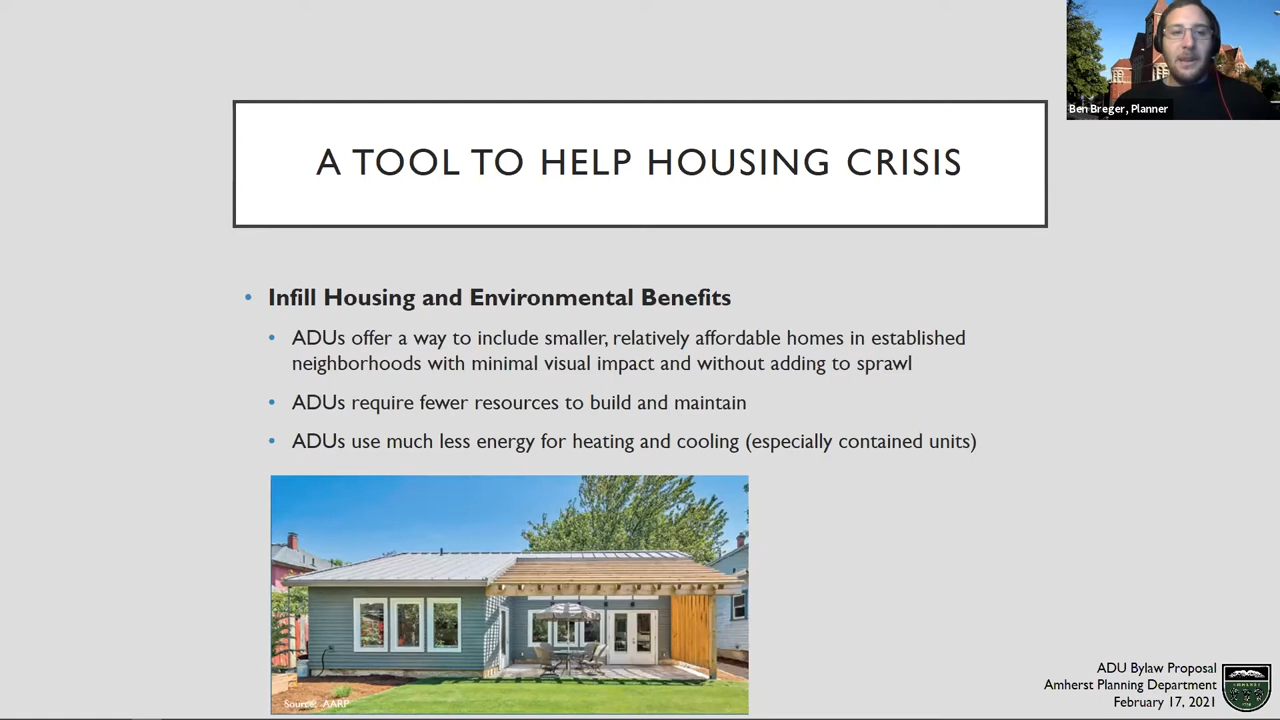 Ben Breger, Planner
A TOOL TO HELP HOUSING CRISIS
• Infill Housing and Environmental Benefits
• ADUs offer a way to include smaller, relatively affordable homes in established
neighborhoods with minimal visual impact and without adding to sprawl
• ADUs require fewer resources to build and maintain
• ADUs use much less energy for heating and cooling (especially contained units)
Source: AARP
ADU Bylaw Proposal
Amherst Planning Department
February 17, 2021
AMHERST